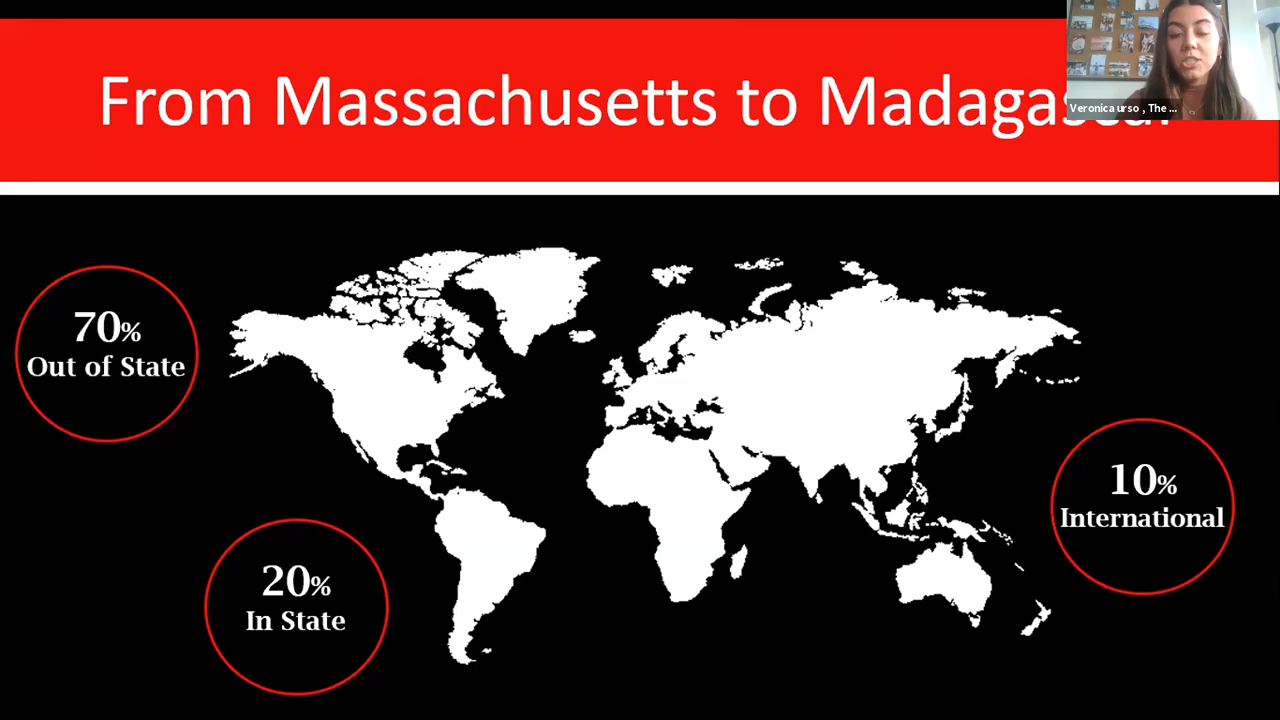 From Massachusetts to
Veronica urso , The ...
70%
Out of State
10%
International
20%
In State